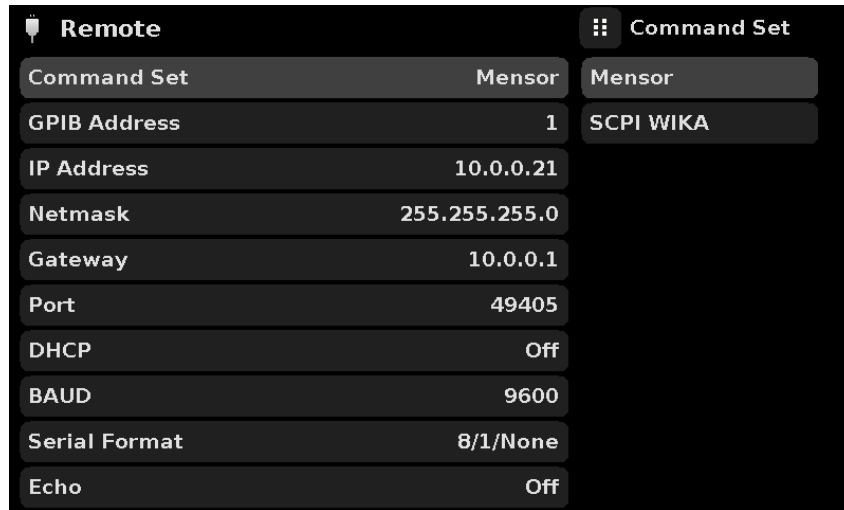 Remote
Command Set Mensor
GPIB Address 1
IP Address 10.0.0.21
Netmask 255.255.255.0
Gateway 10.0.0.1
Port 49405
DHCP Off
BAUD 9600
Serial Format 8/1/None
Echo Off
Command Set
Mensor
SCPI WIKA